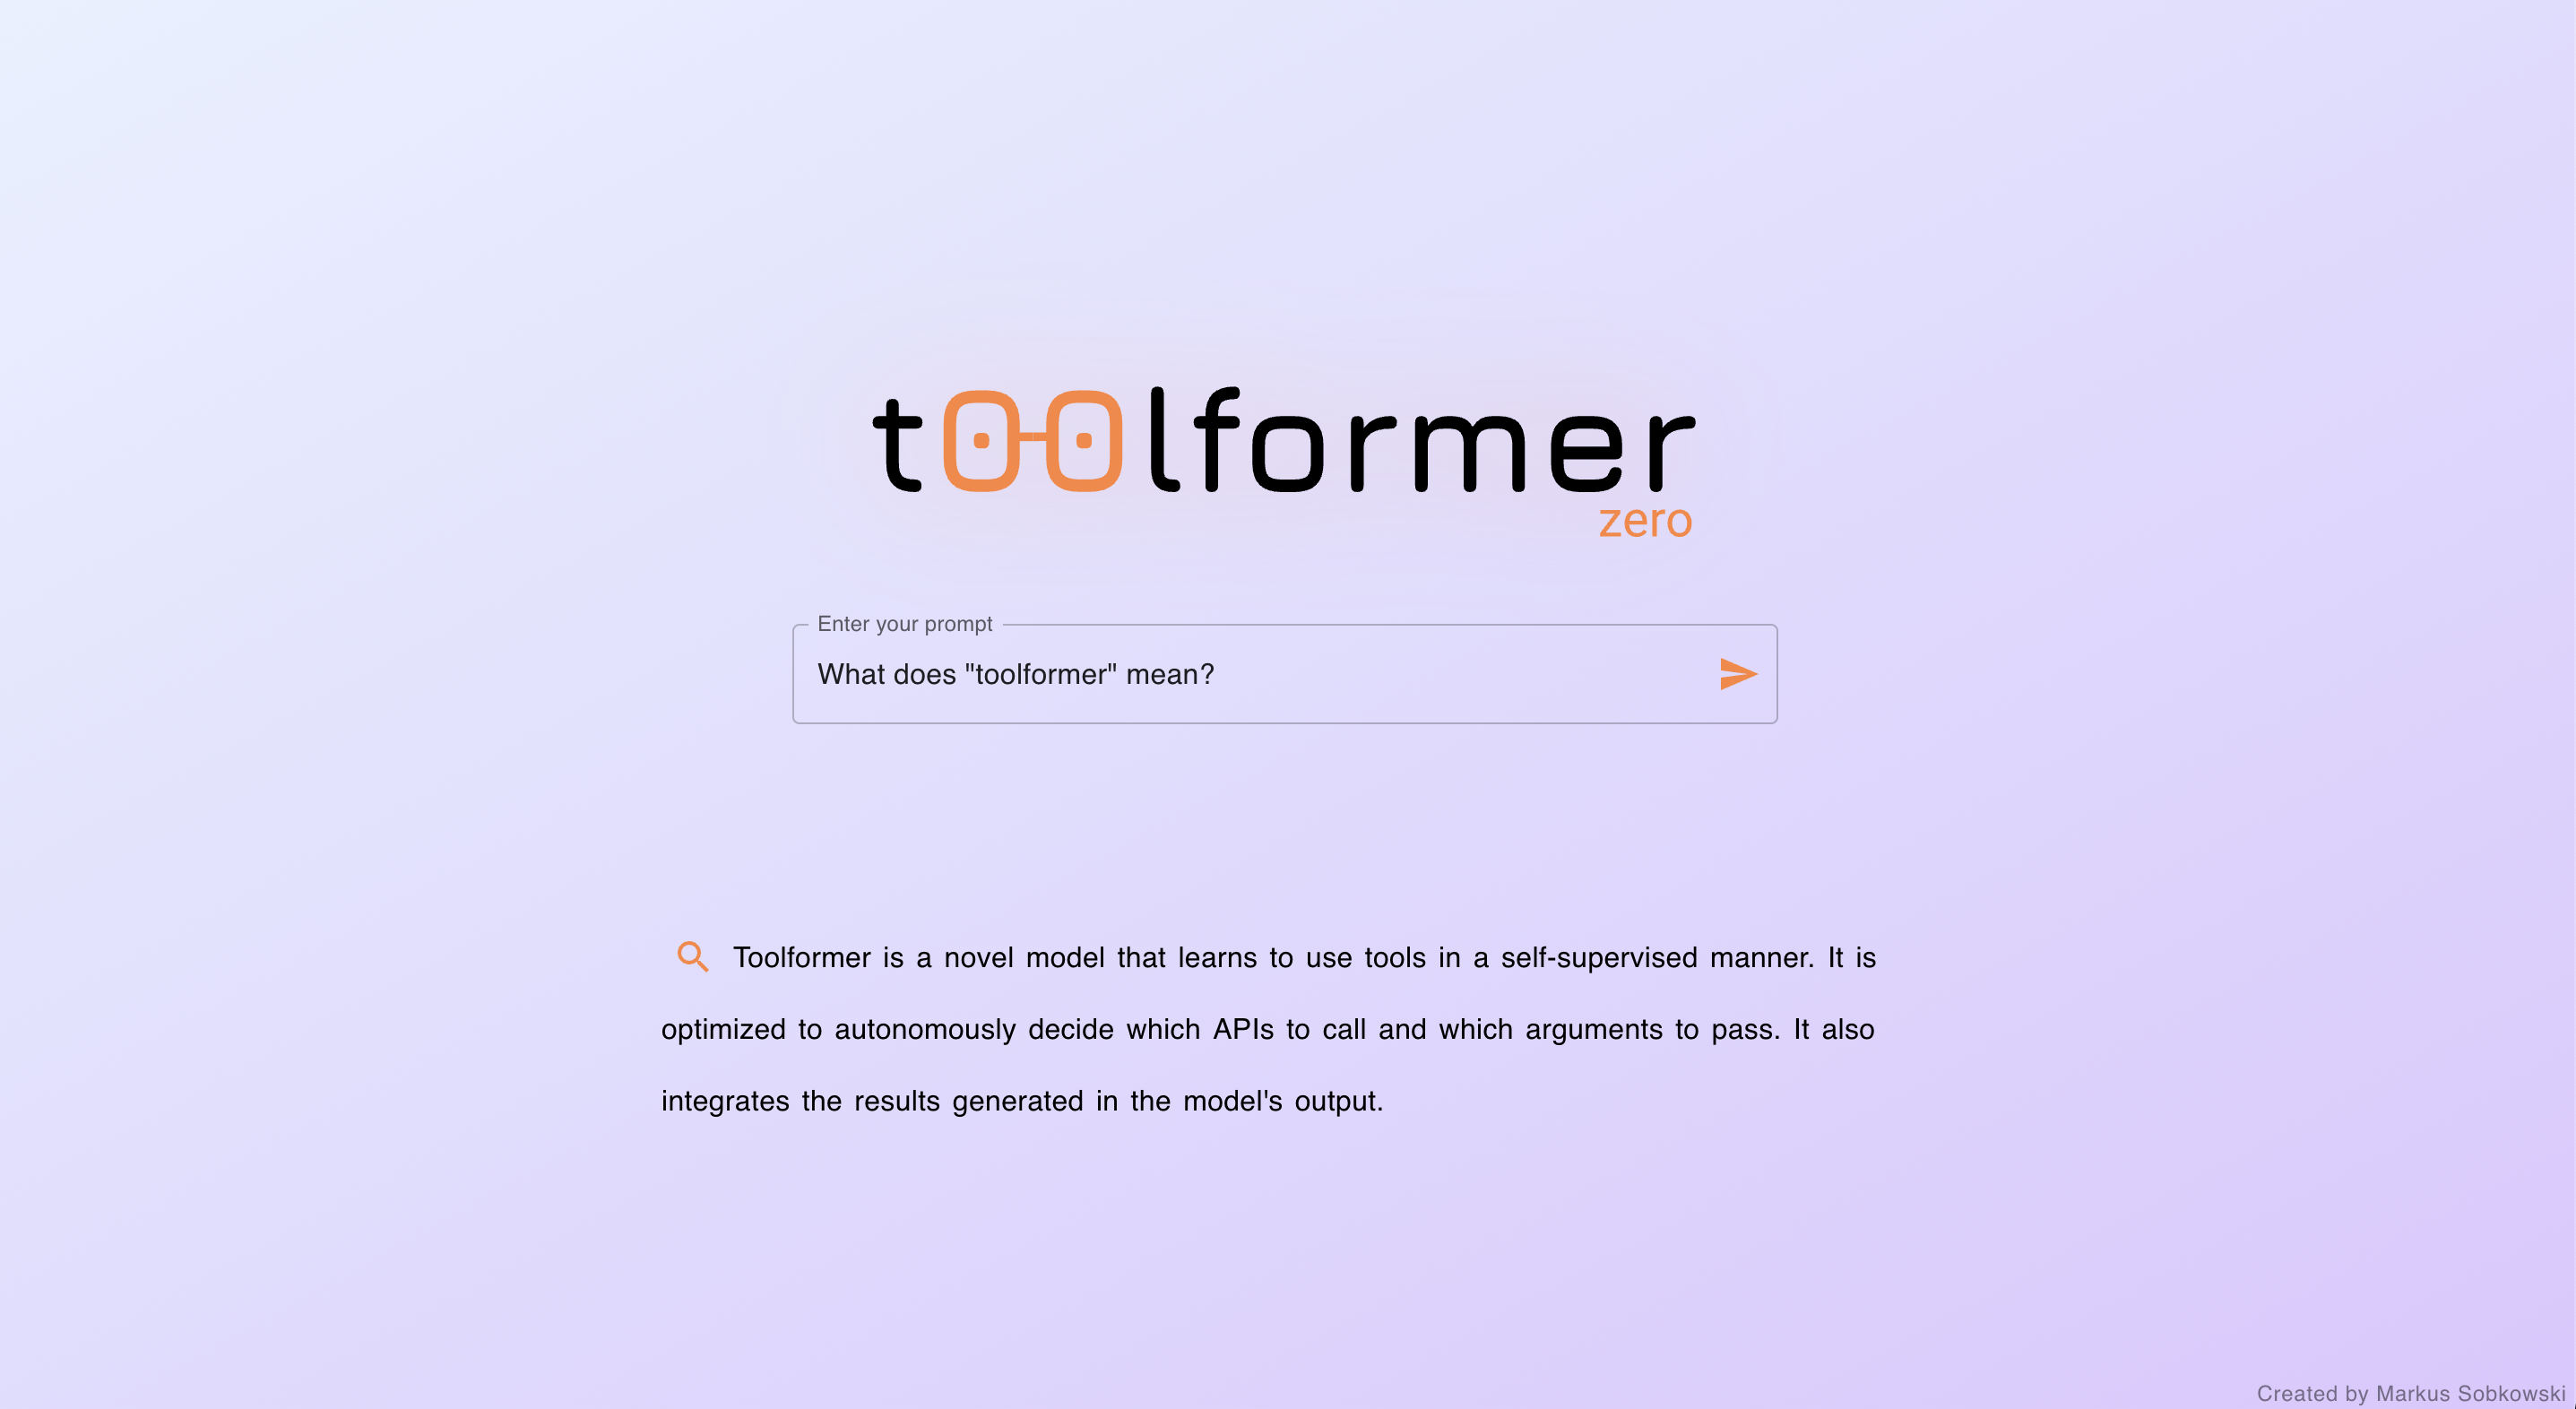 toolformer
zero
Enter your prompt
What does "toolformer" mean?
Toolformer is a novel model that learns to use tools in a self-supervised manner. It is
optimized to autonomously decide which APIs to call and which arguments to pass. It also
integrates the results generated in the model's output.
Created by Markus Sobkowski